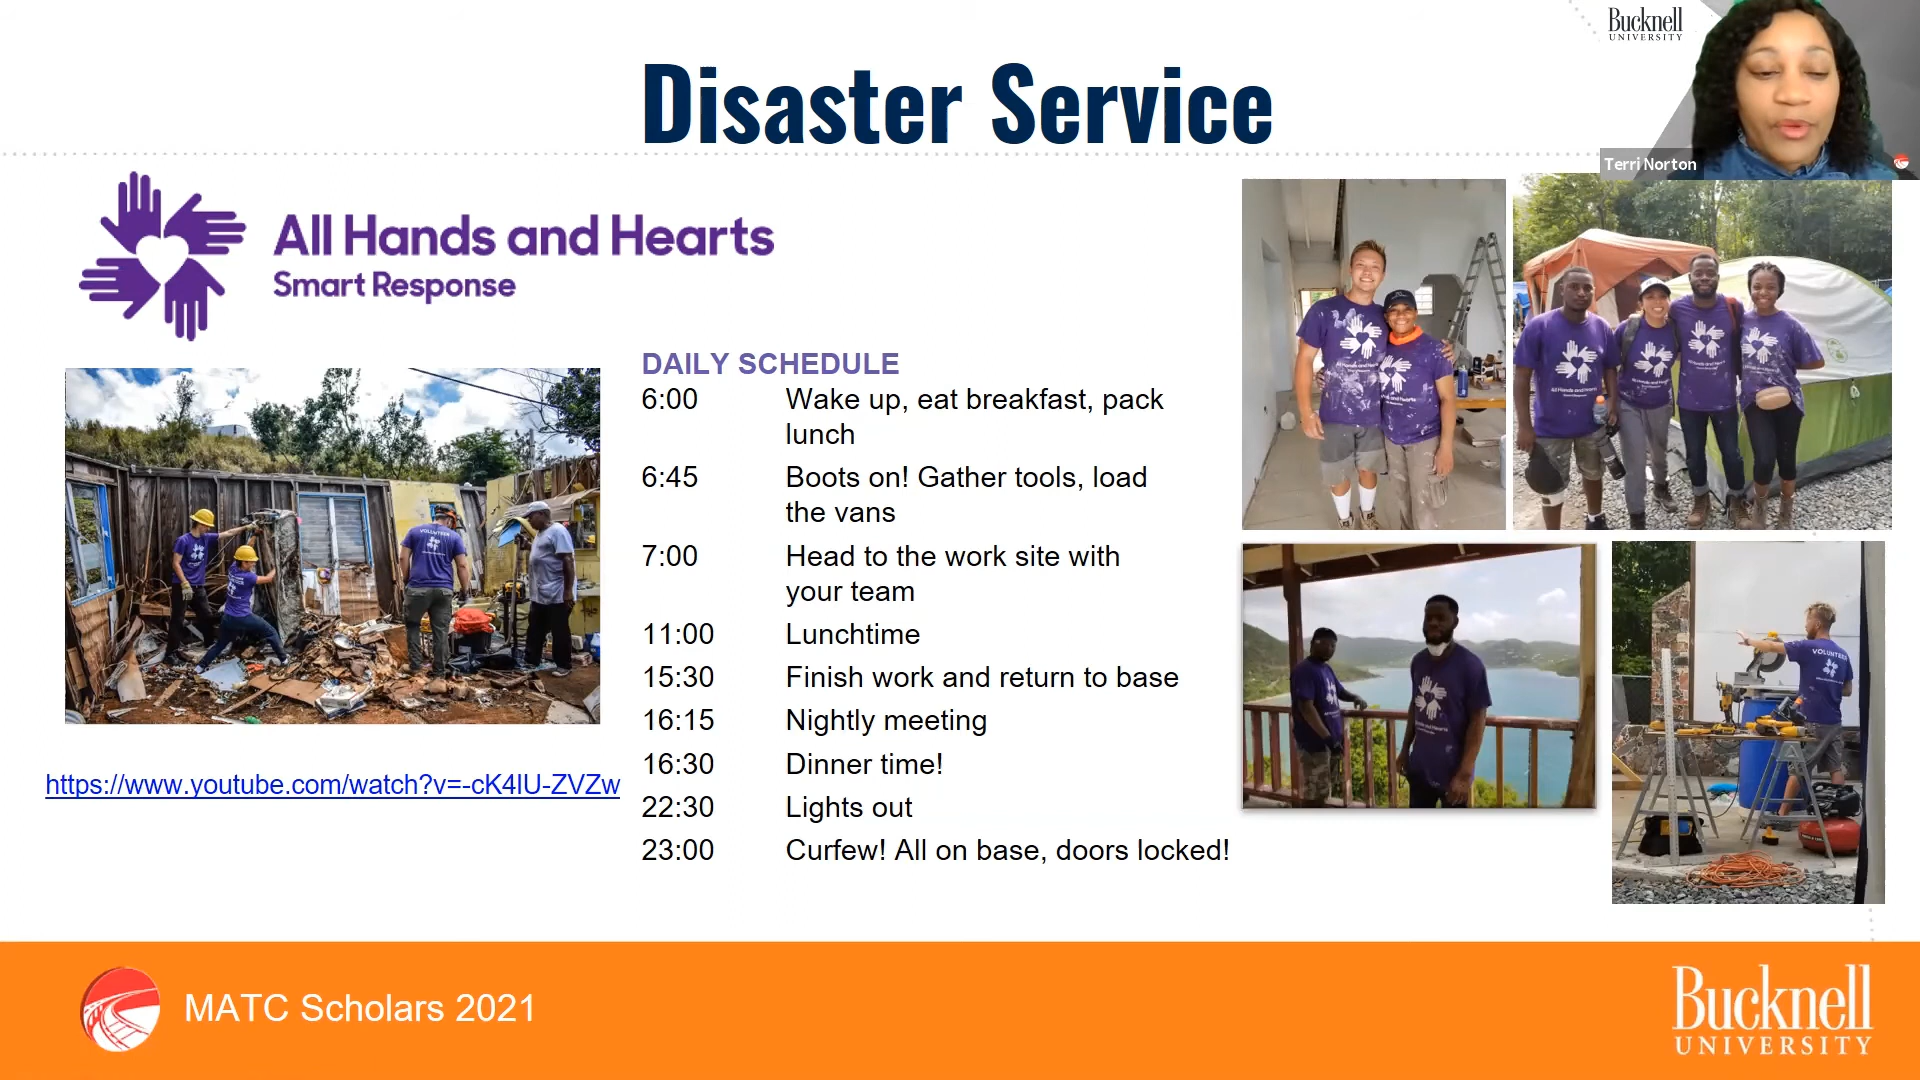 Bucknell
UNIVERSITY
Disaster Service
Terri Norton
All Hands and Hearts
Smart Response
DAILY SCHEDULE
6:00 Wake up, eat breakfast, pack
lunch
6:45 Boots on! Gather tools, load
the vans
7:00 Head to the work site with
your team
11:00 Lunchtime
15:30 Finish work and return to base
16:15 Nightly meeting
16:30 Dinner time!
22:30 Lights out
23:00 Curfew! All on base, doors locked!
https://www.youtube.com/watch?v=-cK4IU-ZVZw
VOLUNTEER
VOLUNTEER
MATC Scholars 2021
Bucknell
UNIVERSITY